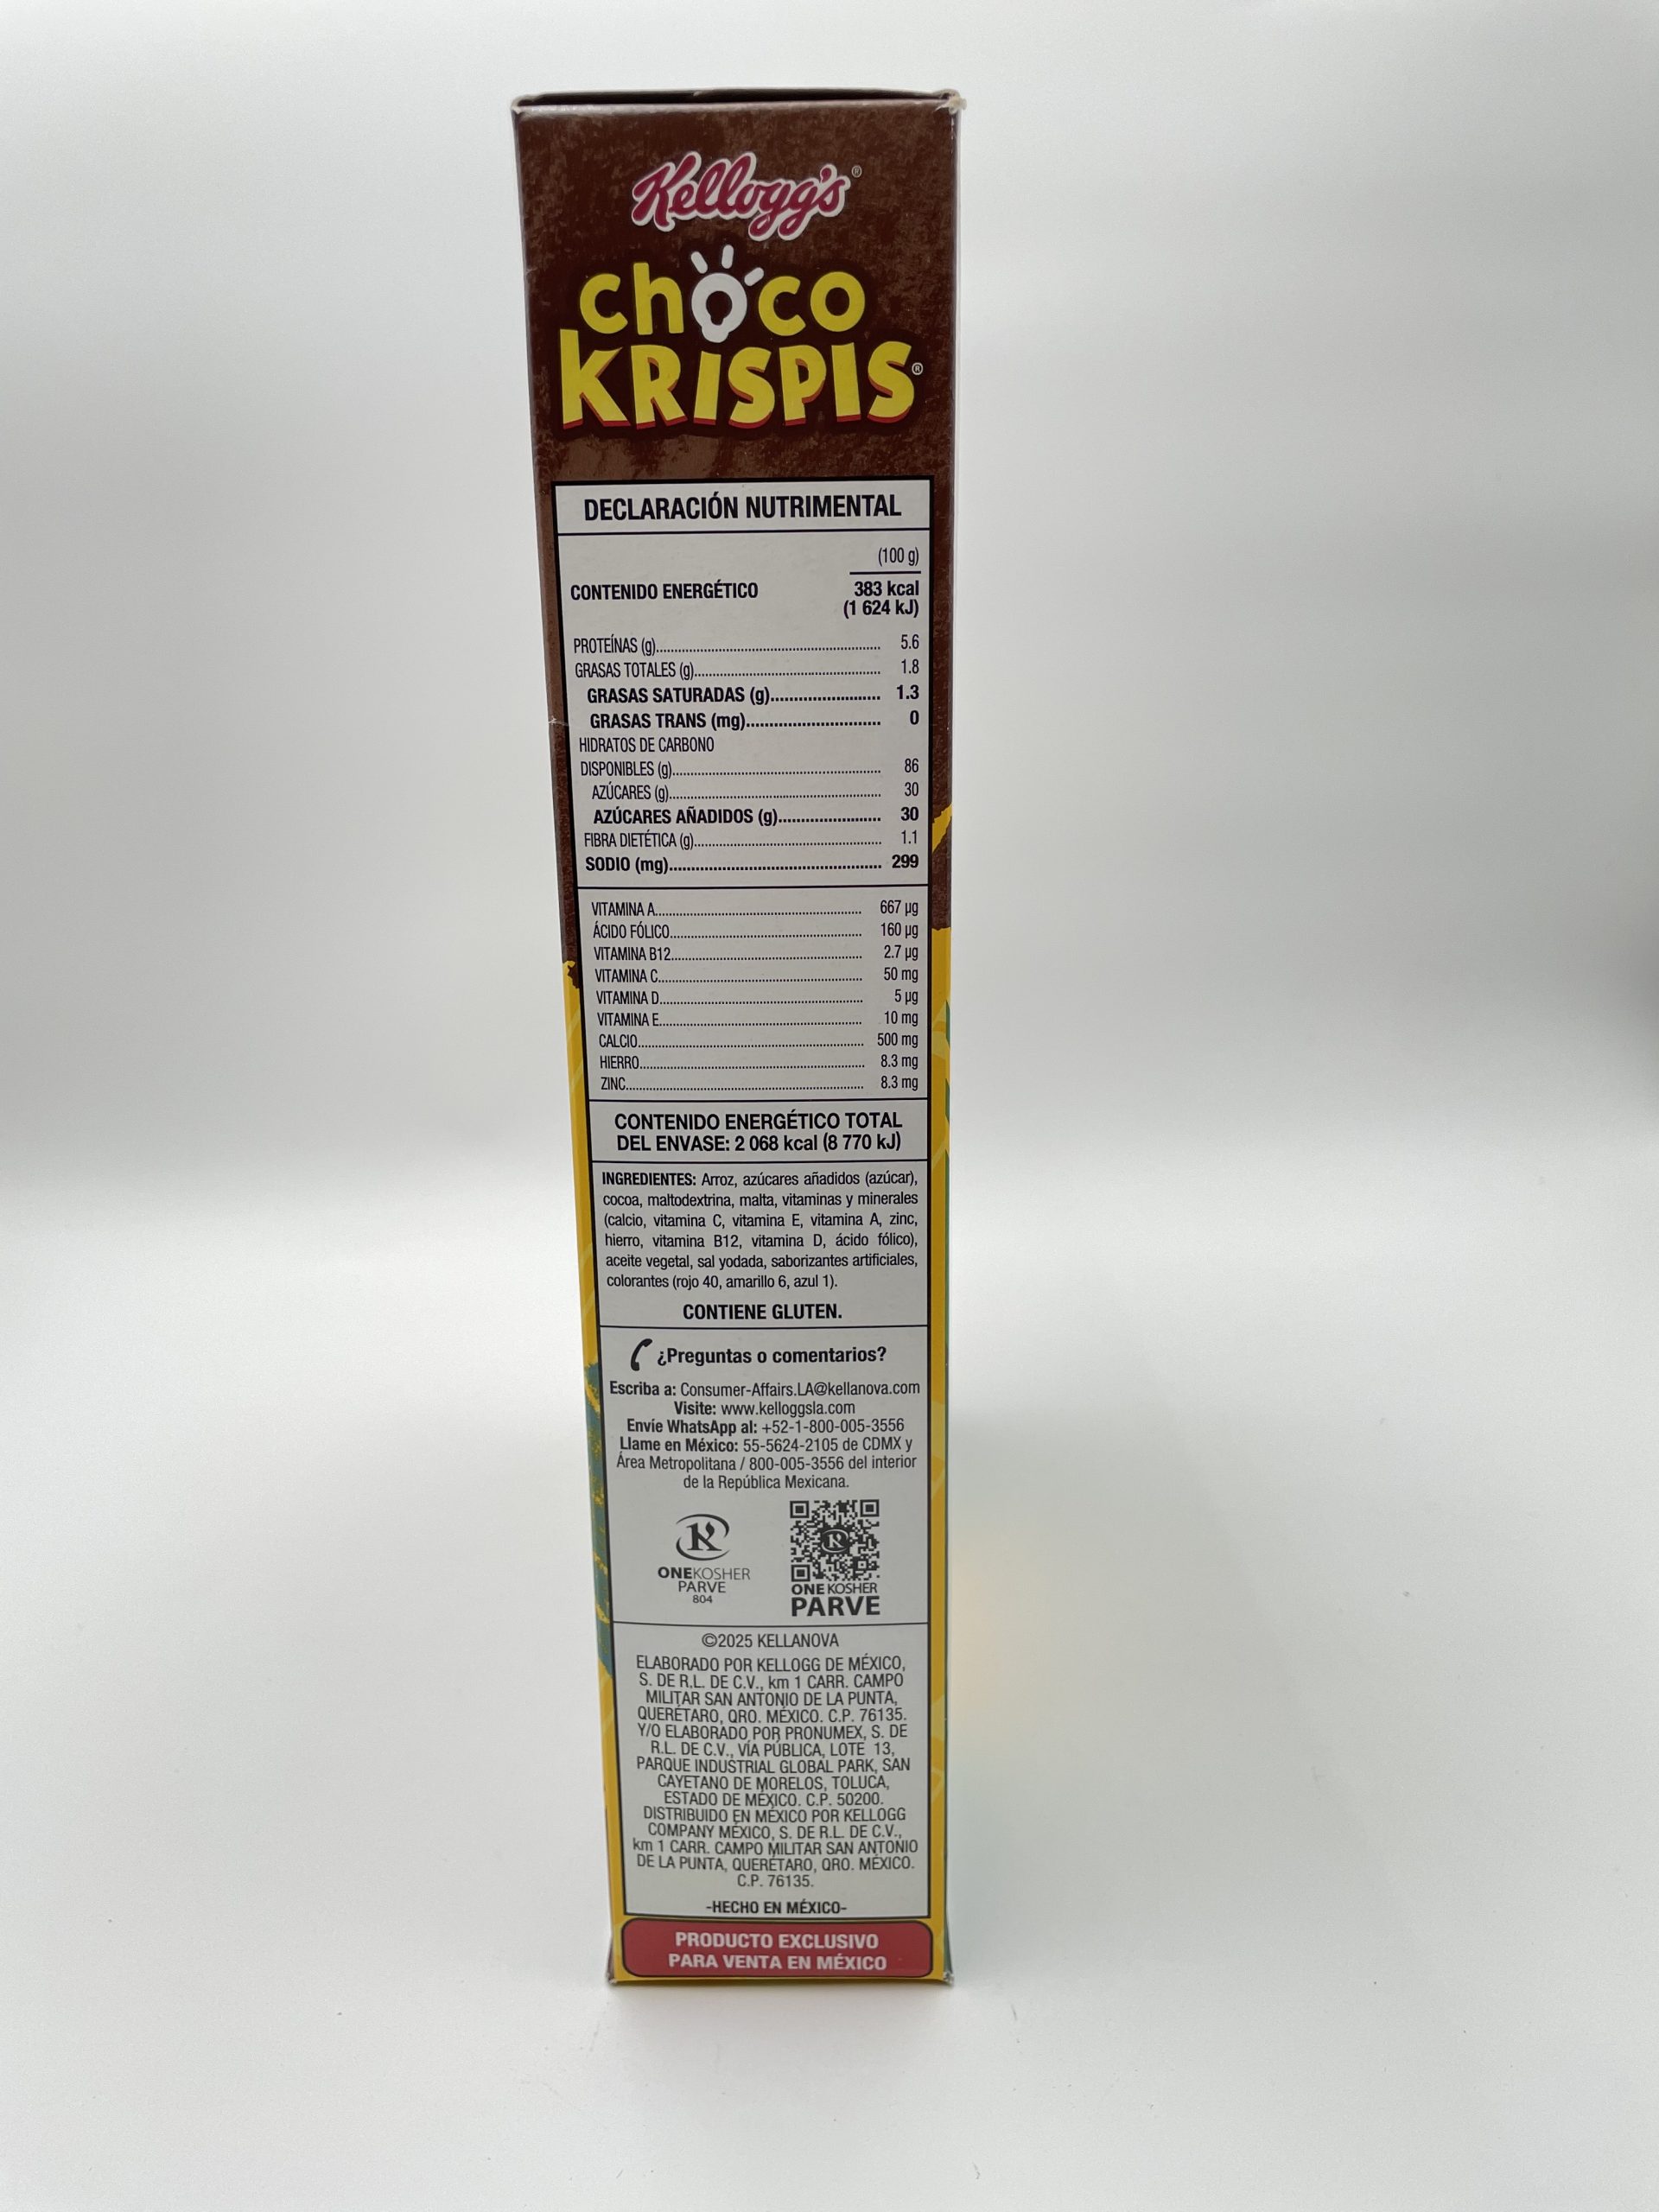 Kellogg's®
choco
KRISPIS®
DECLARACIÓN NUTRIMENTAL
(100 g)
CONTENIDO ENERGÉTICO 383 kcal
(1 624 kJ)
PROTEÍNAS (g)........ 5.6
GRASAS TOTALES (g)........ 1.8
GRASAS SATURADAS (g)........ 1.3
GRASAS TRANS (mg)........ 0
HIDRATOS DE CARBONO
DISPONIBLES (g)........ 86
AZÚCARES (g)........ 30
AZÚCARES AÑADIDOS (g)........ 30
FIBRA DIETÉTICA (g)........ 1.1
SODIO (mg)........ 299
VITAMINA A........ 667 µg
ÁCIDO FÓLICO........ 160 µg
VITAMINA B12........ 2.7 µg
VITAMINA C........ 50 mg
VITAMINA D........ 5 µg
VITAMINA E........ 10 mg
CALCIO........ 500 mg
HIERRO........ 8.3 mg
ZINC........ 8.3 mg
CONTENIDO ENERGÉTICO TOTAL
DEL ENVASE: 2 068 kcal (8 770 kJ)
INGREDIENTES: Arroz, azúcares añadidos (azúcar),
cocoa, maltodextrina, malta, vitaminas y minerales
(calcio, vitamina C, vitamina E, vitamina A, zinc,
hierro, vitamina B12, vitamina D, ácido fólico),
aceite vegetal, sal yodada, saborizantes artificiales,
colorantes (rojo 40, amarillo 6, azul 1).
CONTIENE GLUTEN.
¿Preguntas o comentarios?
Escriba a: Consumer-Affairs.LA@kellanova.com
Visite: www.kelloggsla.com
Envíe WhatsApp al: +52-1-800-005-3556
Llame en México: 55-5624-2105 de CDMX y
Área Metropolitana / 800-005-3556 del interior
de la República Mexicana.
K
ONEKOSHER
PARVE
804
K
ONE KOSHER
PARVE
©2025 KELLANOVA
ELABORADO POR KELLOGG DE MÉXICO,
S. DE R.L. DE C.V., km 1 CARR. CAMPO
MILITAR SAN ANTONIO DE LA PUNTA,
QUERÉTARO, QRO. MÉXICO. C.P. 76135.
Y/O ELABORADO POR PRONUMEX, S. DE
R.L. DE C.V., VÍA PÚBLICA, LOTE 13,
PARQUE INDUSTRIAL GLOBAL PARK, SAN
CAYETANO DE MORELOS, TOLUCA,
ESTADO DE MÉXICO. C.P. 50200.
DISTRIBUIDO EN MÉXICO POR KELLOGG
COMPANY MÉXICO, S. DE R.L. DE C.V.,
km 1 CARR. CAMPO MILITAR SAN ANTONIO
DE LA PUNTA, QUERÉTARO, QRO. MÉXICO.
C.P. 76135.
-HECHO EN MÉXICO-
PRODUCTO EXCLUSIVO
PARA VENTA EN MÉXICO